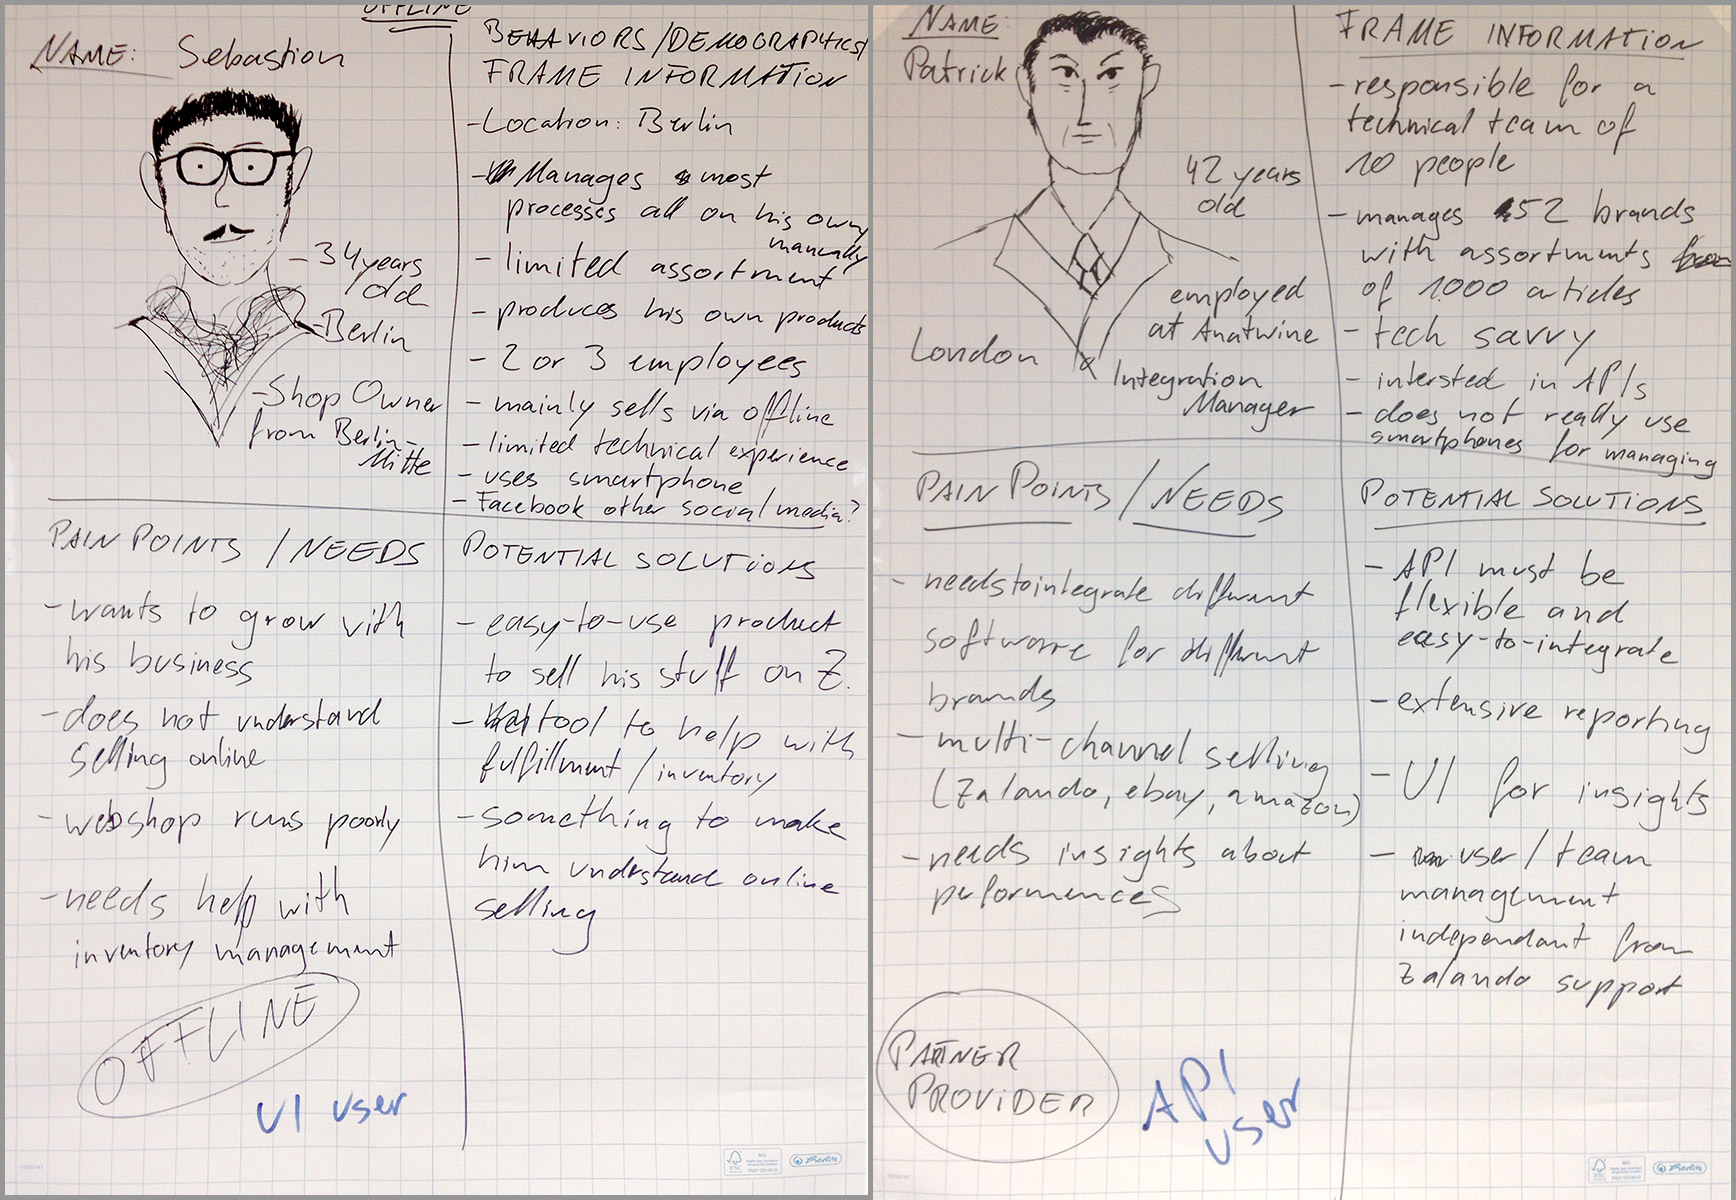 OFFLINE
NAME: Sebastion
- 34 years
old
- Berlin
- Shop Owner
from Berlin-
Mitte
BEHAVIORS/DEMOGRAPHICS/
FRAME INFORMATION
- Location: Berlin
- Manages most
processes all on his own
manually
- limited assortment
- produces his own products
- 2 or 3 employees
- mainly sells via offline
- limited technical experience
- uses smartphone
- Facebook other social media?
PAIN POINTS / NEEDS
- wants to grow with
his business
- does not understand
selling online
- webshop runs poorly
- needs help with
inventory management
OFFLINE
UI user
POTENTIAL SOLUTIONS
- easy-to-use product
to sell his stuff on Z.
- tool to help with
fulfillment / inventory
- something to make
him understand online
selling
NAME:
Patrick
42 years
old
employed
at Anatwine
London
Integration
Manager
FRAME INFORMATION
- responsible for a
technical team of
10 people
- manages 52 brands
with assortments
of 1000 articles
- tech savvy
- intersted in APIs
- does not really use
smartphones for managing
PAIN POINTS / NEEDS
- needs to integrate different
software for different
brands
- multi-channel selling
(Zalando, ebay, amazon)
- needs insights about
performences
PARTNER
PROVIDER
API
user
POTENTIAL SOLUTIONS
- API must be
flexible and
easy-to-integrate
- extensive reporting
- UI for insights
- user / team
management
independant from
Zalando support
FSC
Herlitz
FSC
Herlitz